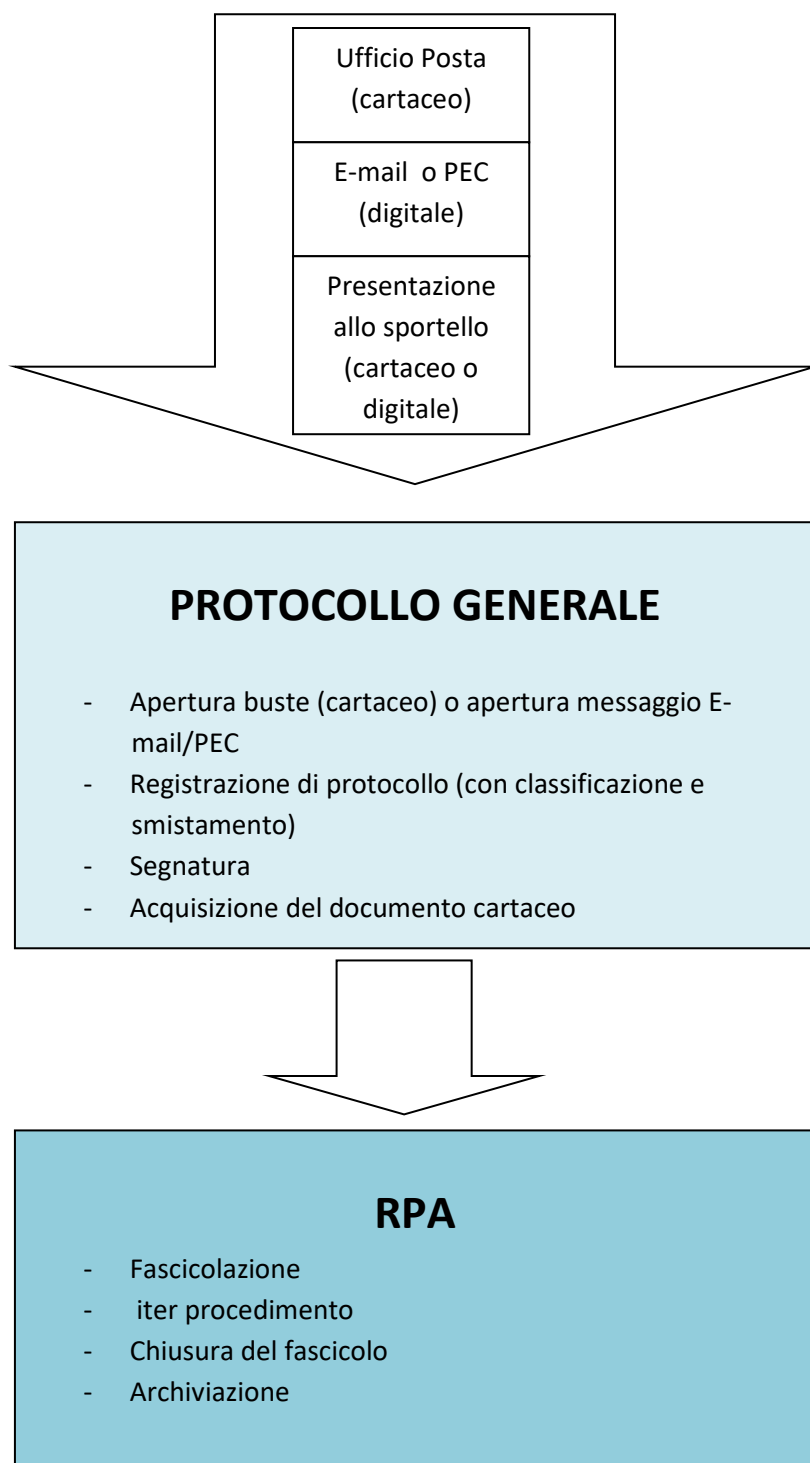 Ufficio Posta
(cartaceo)
E-mail o PEC
(digitale)
Presentazione
allo sportello
(cartaceo o
digitale)
PROTOCOLLO GENERALE
- Apertura buste (cartaceo) o apertura messaggio E-
mail/PEC
- Registrazione di protocollo (con classificazione e
smistamento)
- Segnatura
- Acquisizione del documento cartaceo
RPA
- Fascicolazione
- iter procedimento
- Chiusura del fascicolo
- Archiviazione